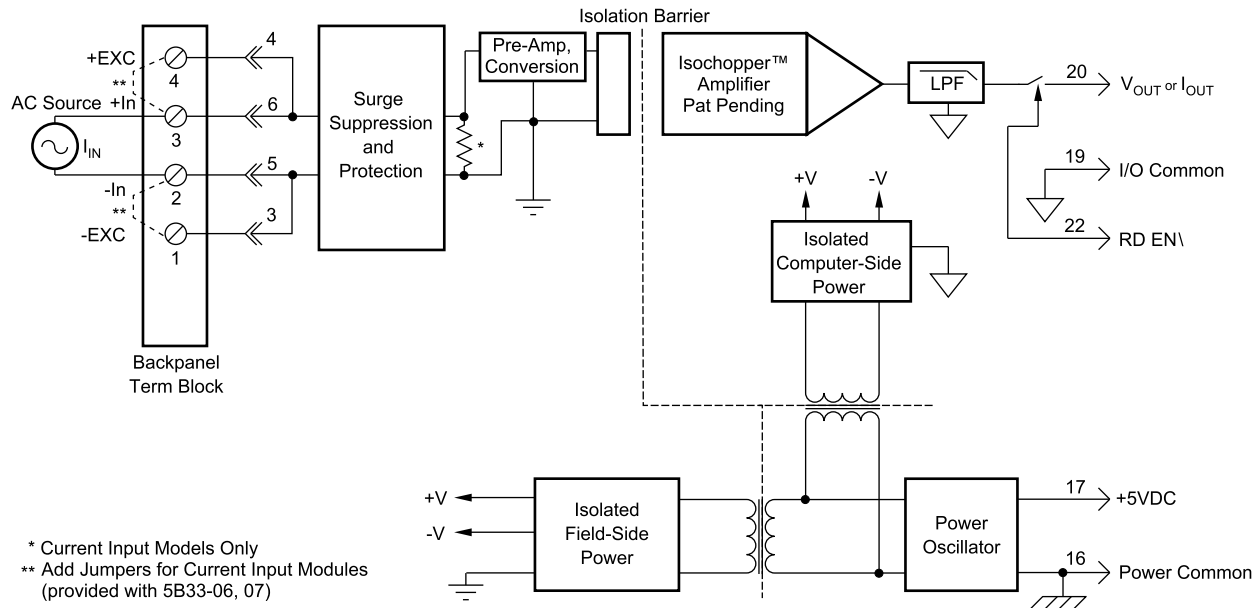 Isolation Barrier
+EXC
4
4
**
AC Source
+In
6
3
I_IN
5
-In
2
**
3
-EXC
1
Backpanel
Term Block
Surge
Suppression
and
Protection
*
Pre-Amp,
Conversion
Isochopper™
Amplifier
Pat Pending
LPF
20
V_OUT or I_OUT
19
I/O Common
22
RD EN\
+V
-V
Isolated
Computer-Side
Power
+V
-V
Isolated
Field-Side
Power
Power
Oscillator
17
+5VDC
16
Power Common
* Current Input Models Only
** Add Jumpers for Current Input Modules
(provided with 5B33-06, 07)